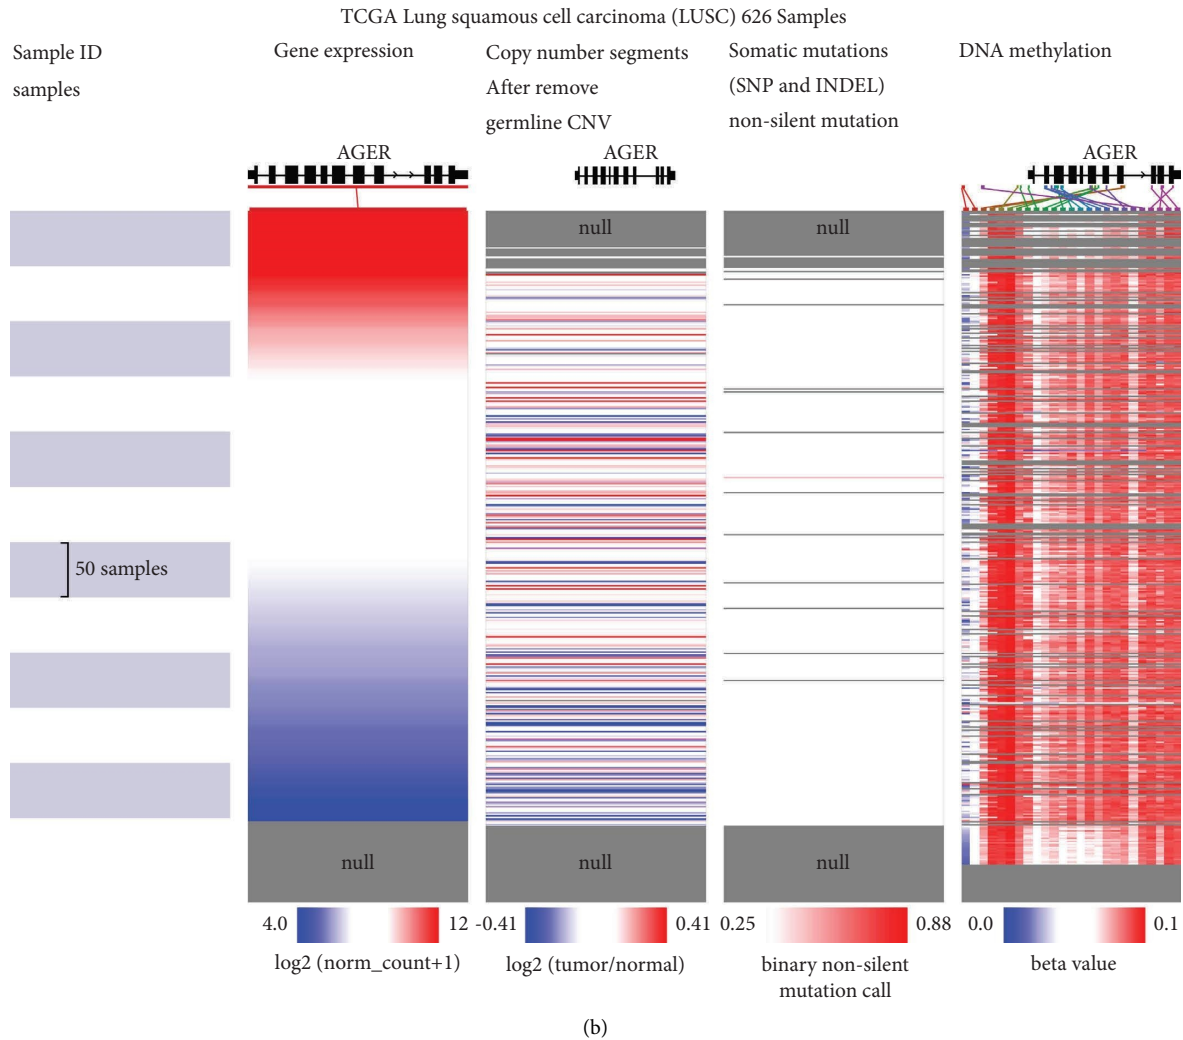 TCGA Lung squamous cell carcinoma (LUSC) 626 Samples
Sample ID
samples
Gene expression
Copy number segments
After remove
germline CNV
Somatic mutations
(SNP and INDEL)
non-silent mutation
DNA methylation
AGER
AGER
AGER
null
null
50 samples
null
null
null
4.0
12
-0.41
0.41
0.25
0.88
0.0
0.1
log2 (norm_count+1)
log2 (tumor/normal)
binary non-silent
mutation call
beta value
(b)